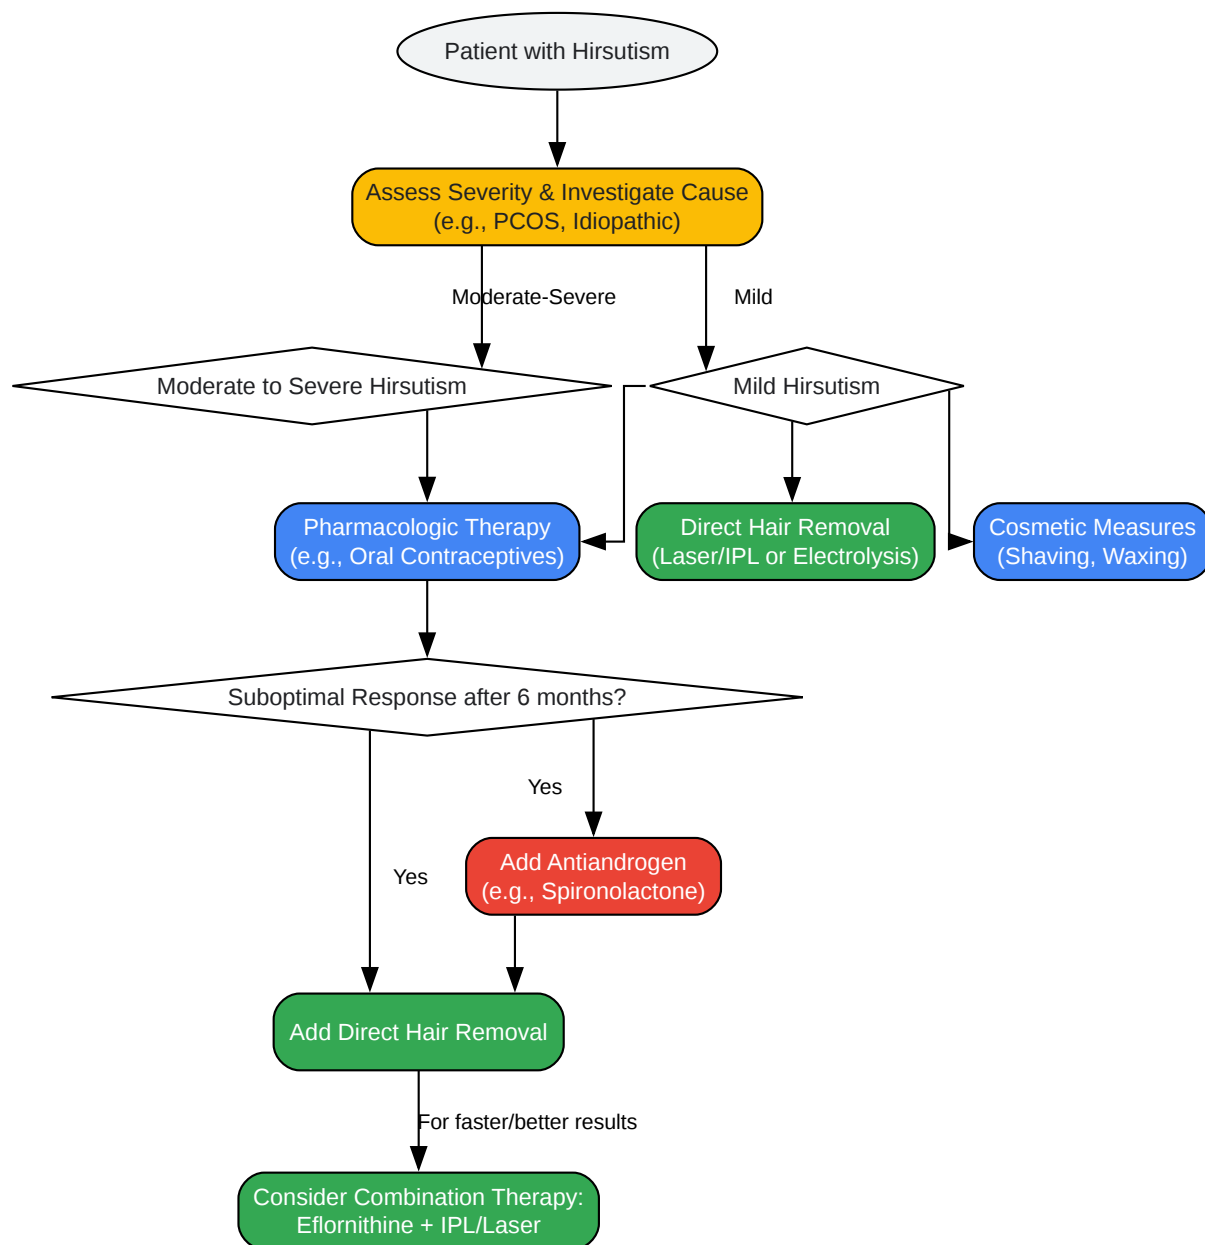 Patient with Hirsutism
Assess Severity & Investigate Cause
(e.g., PCOS, Idiopathic)
Moderate-Severe
Mild
Moderate to Severe Hirsutism
Mild Hirsutism
Pharmacologic Therapy
(e.g., Oral Contraceptives)
Direct Hair Removal
(Laser/IPL or Electrolysis)
Cosmetic Measures
(Shaving, Waxing)
Suboptimal Response after 6 months?
Yes
Add Antiandrogen
(e.g., Spironolactone)
Yes
Add Direct Hair Removal
For faster/better results
Consider Combination Therapy:
Eflornithine + IPL/Laser